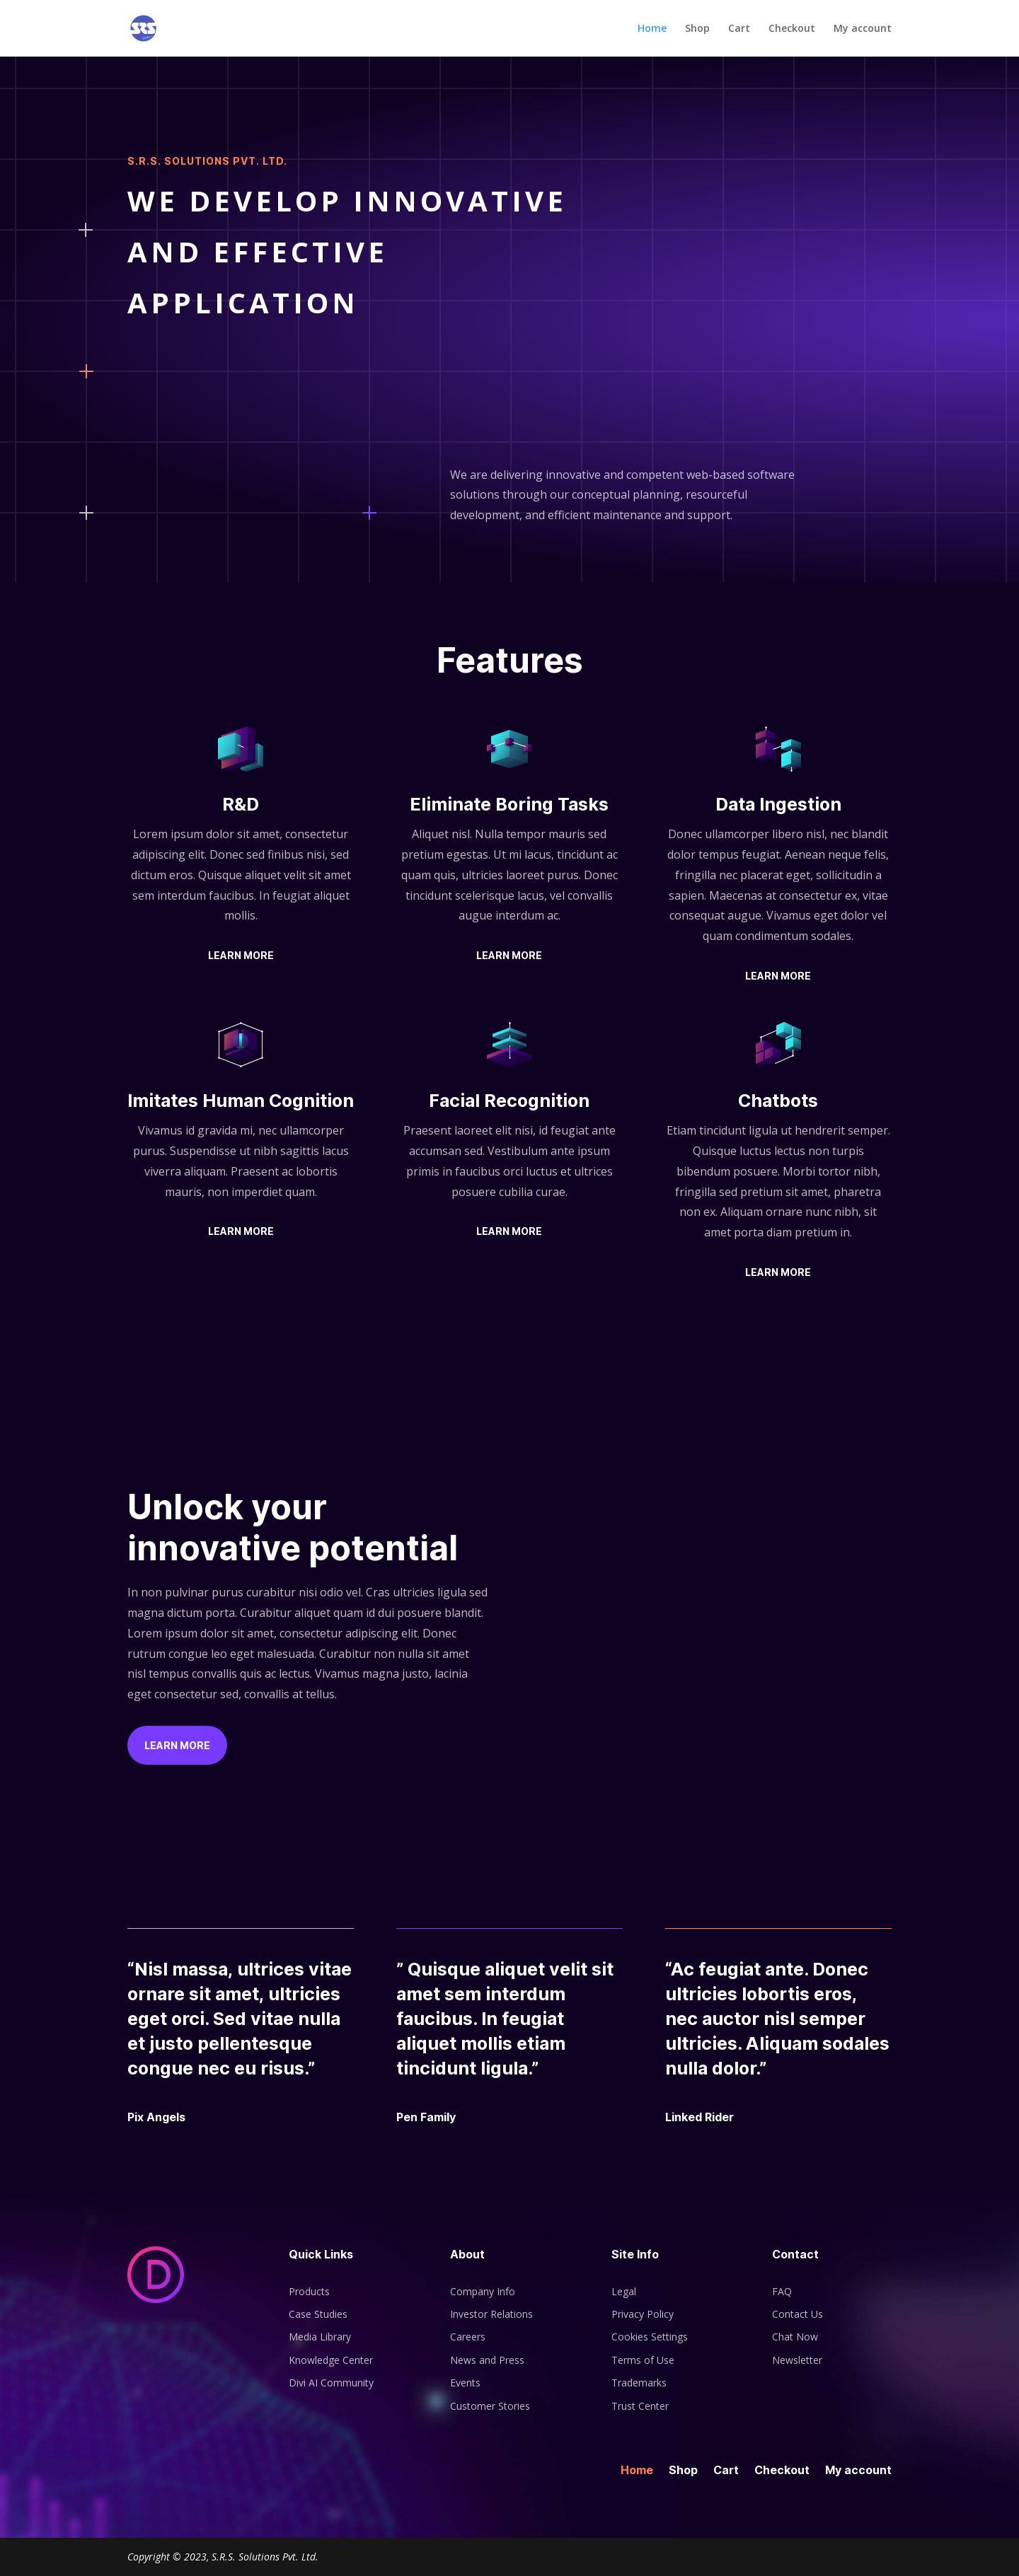 SRS
Home Shop Cart Checkout My account
S.R.S. SOLUTIONS PVT. LTD.
WE DEVELOP INNOVATIVE
AND EFFECTIVE
APPLICATION
We are delivering innovative and competent web-based software
solutions through our conceptual planning, resourceful
development, and efficient maintenance and support.
Features
R&D
Lorem ipsum dolor sit amet, consectetur
adipiscing elit. Donec sed finibus nisi, sed
dictum eros. Quisque aliquet velit sit amet
sem interdum faucibus. In feugiat aliquet
mollis.
LEARN MORE
Eliminate Boring Tasks
Aliquet nisl. Nulla tempor mauris sed
pretium egestas. Ut mi lacus, tincidunt ac
quam quis, ultricies laoreet purus. Donec
tincidunt scelerisque lacus, vel convallis
augue interdum ac.
LEARN MORE
Data Ingestion
Donec ullamcorper libero nisl, nec blandit
dolor tempus feugiat. Aenean neque felis,
fringilla nec placerat eget, sollicitudin a
sapien. Maecenas at consectetur ex, vitae
consequat augue. Vivamus eget dolor vel
quam condimentum sodales.
LEARN MORE
Imitates Human Cognition
Vivamus id gravida mi, nec ullamcorper
purus. Suspendisse ut nibh sagittis lacus
viverra aliquam. Praesent ac lobortis
mauris, non imperdiet quam.
LEARN MORE
Facial Recognition
Praesent laoreet elit nisi, id feugiat ante
accumsan sed. Vestibulum ante ipsum
primis in faucibus orci luctus et ultrices
posuere cubilia curae.
LEARN MORE
Chatbots
Etiam tincidunt ligula ut hendrerit semper.
Quisque luctus lectus non turpis
bibendum posuere. Morbi tortor nibh,
fringilla sed pretium sit amet, pharetra
non ex. Aliquam ornare nunc nibh, sit
amet porta diam pretium in.
LEARN MORE
Unlock your
innovative potential
In non pulvinar purus curabitur nisi odio vel. Cras ultricies ligula sed
magna dictum porta. Curabitur aliquet quam id dui posuere blandit.
Lorem ipsum dolor sit amet, consectetur adipiscing elit. Donec
rutrum congue leo eget malesuada. Curabitur non nulla sit amet
nisl tempus convallis quis ac lectus. Vivamus magna justo, lacinia
eget consectetur sed, convallis at tellus.
LEARN MORE
“Nisl massa, ultrices vitae
ornare sit amet, ultricies
eget orci. Sed vitae nulla
et justo pellentesque
congue nec eu risus.”
Pix Angels
” Quisque aliquet velit sit
amet sem interdum
faucibus. In feugiat
aliquet mollis etiam
tincidunt ligula.”
Pen Family
“Ac feugiat ante. Donec
ultricies lobortis eros,
nec auctor nisl semper
ultricies. Aliquam sodales
nulla dolor.”
Linked Rider
D
Quick Links
Products
Case Studies
Media Library
Knowledge Center
Divi AI Community
About
Company Info
Investor Relations
Careers
News and Press
Events
Customer Stories
Site Info
Legal
Privacy Policy
Cookies Settings
Terms of Use
Trademarks
Trust Center
Contact
FAQ
Contact Us
Chat Now
Newsletter
Home Shop Cart Checkout My account
Copyright © 2023, S.R.S. Solutions Pvt. Ltd.